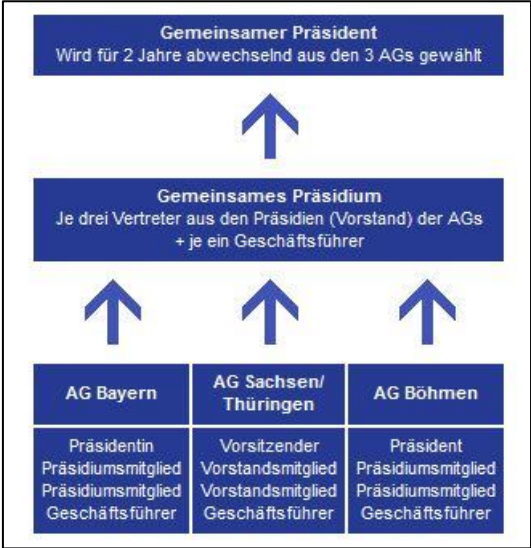 Gemeinsamer Präsident
Wird für 2 Jahre abwechselnd aus den 3 AGs gewählt
Gemeinsames Präsidium
Je drei Vertreter aus den Präsidien (Vorstand) der AGs
+ je ein Geschäftsführer
AG Bayern
Präsidentin
Präsidiumsmitglied
Präsidiumsmitglied
Geschäftsführer
AG Sachsen/
Thüringen
Vorsitzender
Vorstandsmitglied
Vorstandsmitglied
Geschäftsführer
AG Böhmen
Präsident
Präsidiumsmitglied
Präsidiumsmitglied
Geschäftsführer